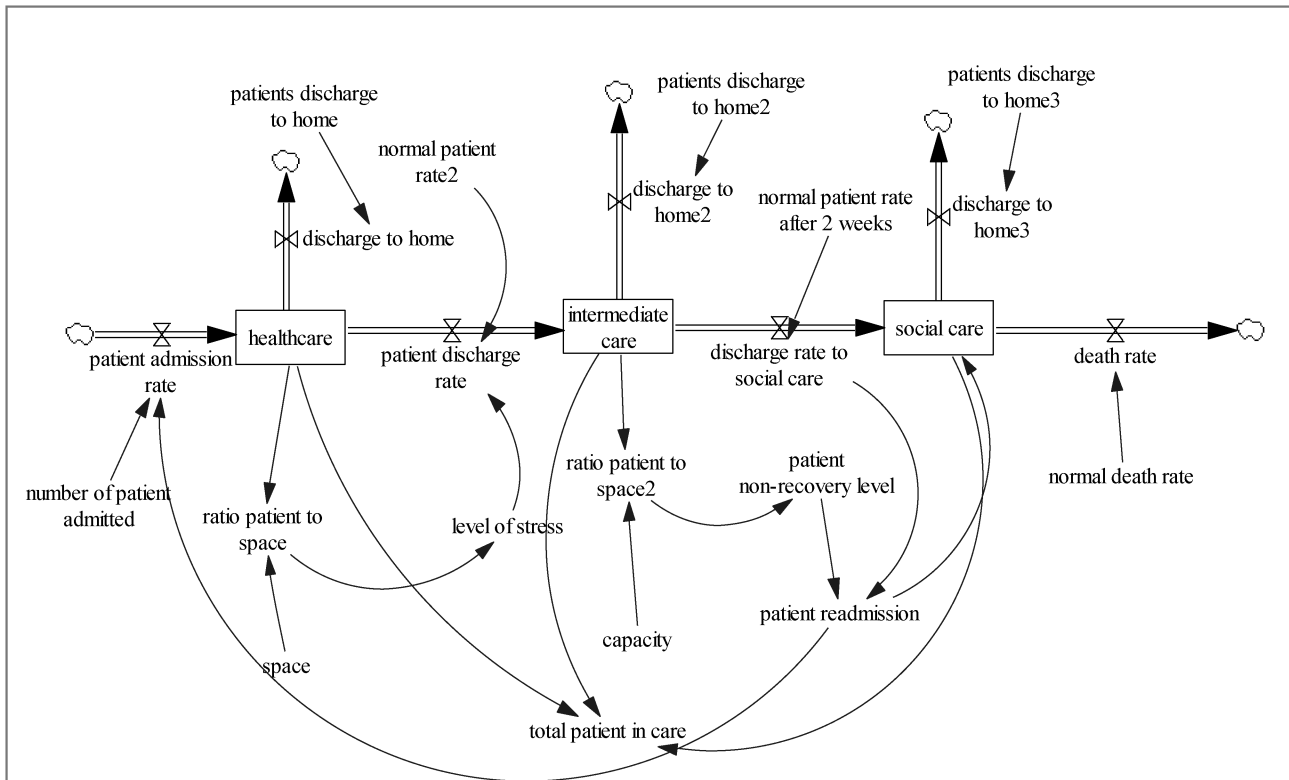 patients discharge
to home
patients discharge
to home2
patients discharge
to home3
normal patient
rate2
discharge to
home2
normal patient rate
after 2 weeks
discharge to
home3
discharge to home
healthcare
intermediate
care
social care
patient admission
rate
patient discharge
rate
discharge rate to
social care
death rate
number of patient
admitted
ratio patient to
space
level of stress
ratio patient to
space2
patient
non-recovery level
normal death rate
space
capacity
patient readmission
total patient in care